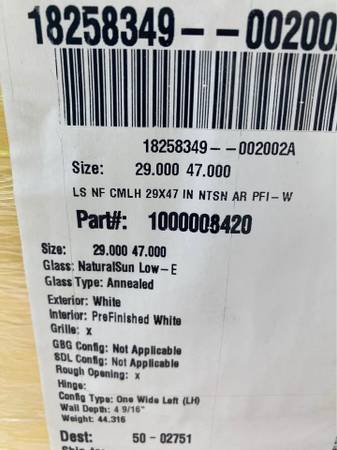 18258349--00200
18258349--002002A
Size: 29.000 47.000
LS NF CMLH 29X47 IN NTSN AR PFI-W
Part#: 1000008420
Size: 29.000 47.000
Glass: NaturalSun Low-E
Glass Type: Annealed
Exterior: White
Interior: PreFinished White
Grille: x
GBG Config: Not Applicable
SDL Config: Not Applicable
Rough Opening: x
Hinge:
Config Type: One Wide Left (LH)
Wall Depth: 4 9/16"
Weight: 44.316
Dest: 50-02751